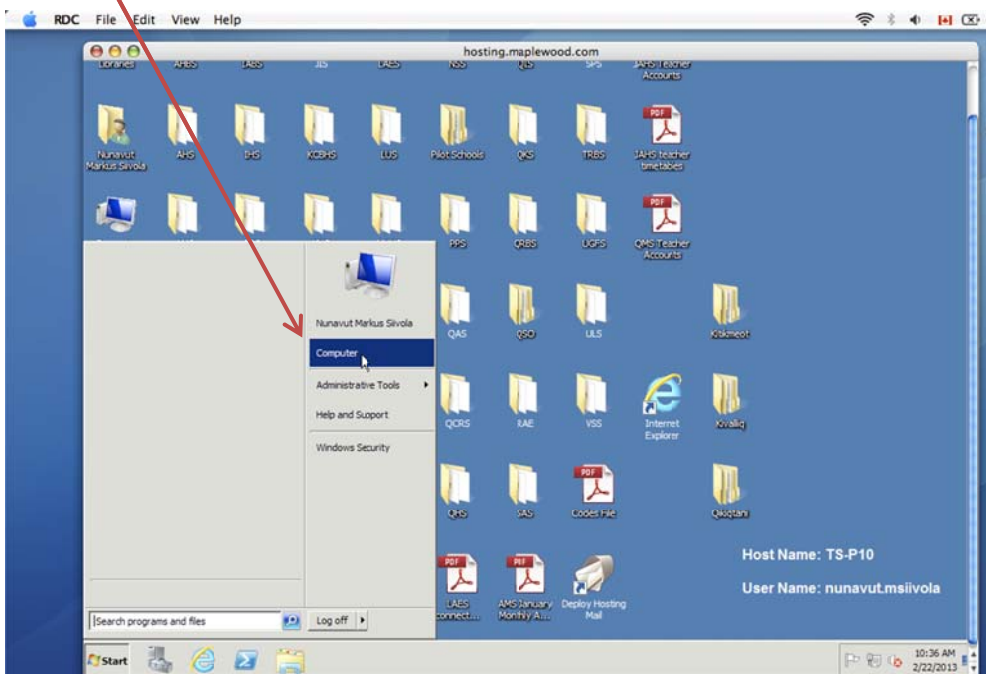 RDC File Edit View Help
hosting.maplewood.com
Libraries AHBS IABS JIS LAES NSS QIS SPS JAHS Teacher
Accounts
Nunavut AHS IHS KCBHS LUS Pilot Schools QKS TRBS JAHS teacher
Markus Siivola timetables
PPS QRBS UGFS QMS Teacher
Accounts
Nunavut Markus Siivola
QAS QSO ULS Kitikmeot
Computer
Administrative Tools
Help and Support
QCRS RAE VSS Internet Kivalliq
Explorer
Windows Security
QHS SAS Codes File Qikiqtani
Host Name: TS-P10
User Name: nunavut.msiivola
LAES AMS January Deploy Hosting
connect... Monthly A... Mail
Search programs and files Log off
Start 10:36 AM
2/22/2013